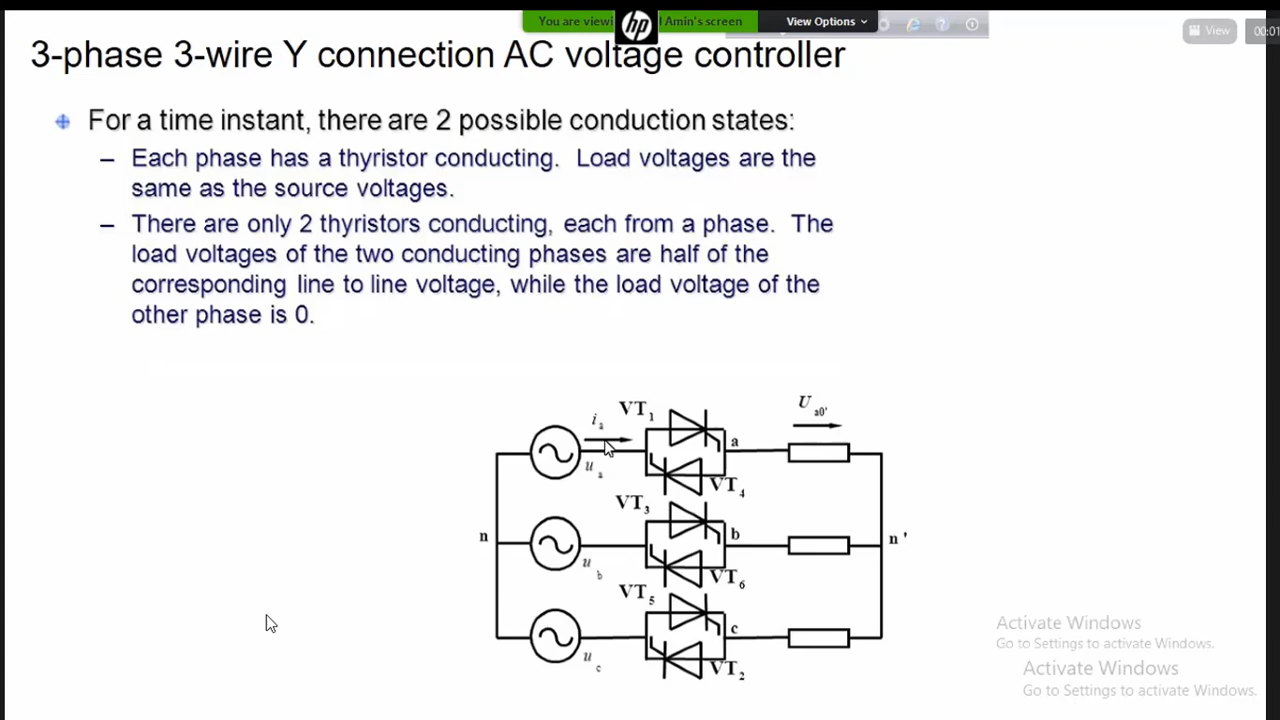 You are viewi
hp
l Amin's screen
View Options
View
00:01
3-phase 3-wire Y connection AC voltage controller
For a time instant, there are 2 possible conduction states:
– Each phase has a thyristor conducting. Load voltages are the
same as the source voltages.
– There are only 2 thyristors conducting, each from a phase. The
load voltages of the two conducting phases are half of the
corresponding line to line voltage, while the load voltage of the
other phase is 0.
i a
VT1
U a0'
a
u a
VT4
VT3
n
b
n '
u b
VT6
VT5
c
u c
VT2
Activate Windows
Go to Settings to activate Windows.
Activate Windows
Go to Settings to activate Windows.